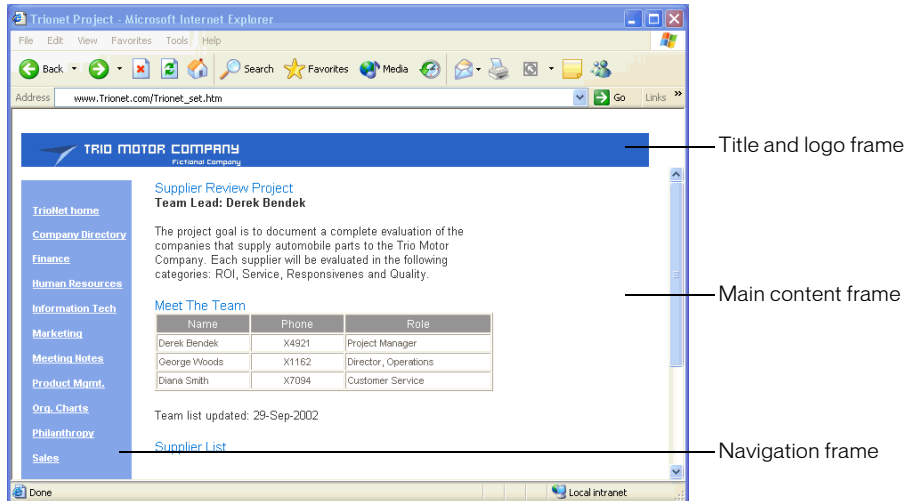 Trionet Project - Microsoft Internet Explorer
File Edit View Favorites Tools Help
Back Search Favorites Media
Address www.Trionet.com/Trionet_set.htm Go Links »
TRIO MOTOR COMPANY
Fictional Company
Title and logo frame
TrioNet home
Company Directory
Finance
Human Resources
Information Tech
Marketing
Meeting Notes
Product Mgmt.
Org. Charts
Philanthropy
Sales
Supplier Review Project
Team Lead: Derek Bendek
The project goal is to document a complete evaluation of the
companies that supply automobile parts to the Trio Motor
Company. Each supplier will be evaluated in the following
categories: ROI, Service, Responsivenes and Quality.
Meet The Team
Name Phone Role
Derek Bendek X4921 Project Manager
George Woods X1162 Director, Operations
Diana Smith X7094 Customer Service
Team list updated: 29-Sep-2002
Supplier List
Main content frame
Navigation frame
Done Local intranet